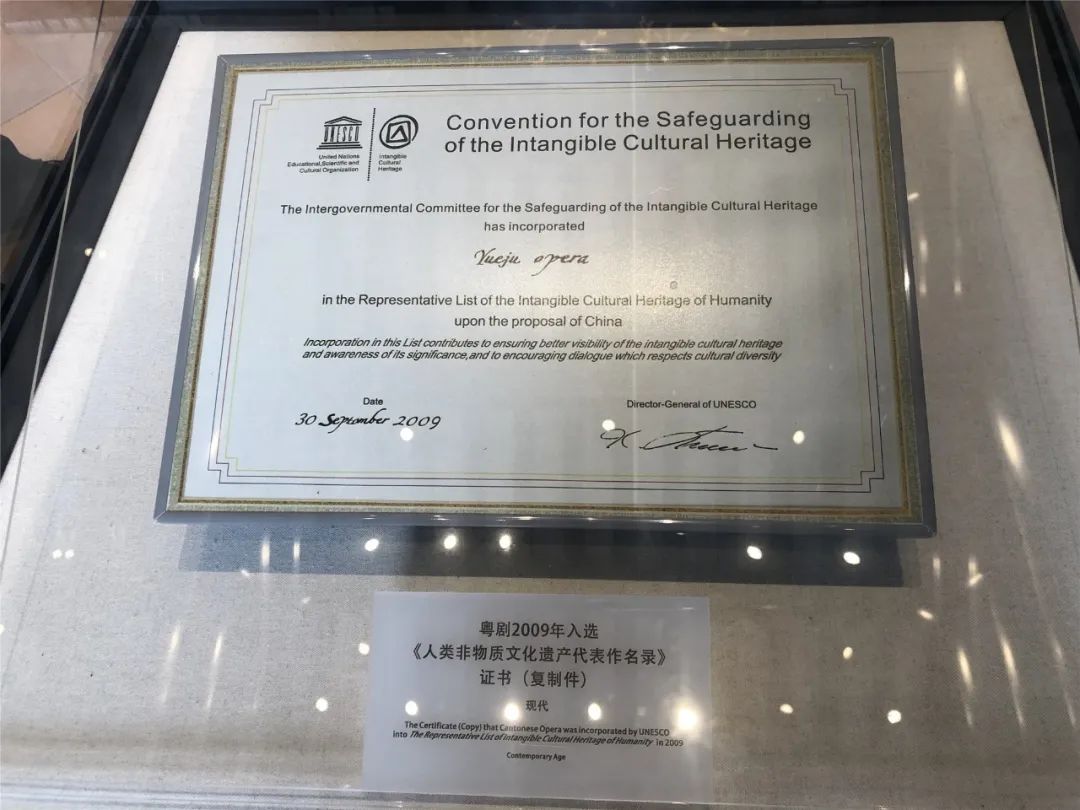 UNESCO
United Nations
Educational, Scientific and
Cultural Organization
Intangible
Cultural
Heritage
Convention for the Safeguarding
of the Intangible Cultural Heritage
The Intergovernmental Committee for the Safeguarding of the Intangible Cultural Heritage
has incorporated
Yueju opera
in the Representative List of the Intangible Cultural Heritage of Humanity
upon the proposal of China
Incorporation in this List contributes to ensuring better visibility of the intangible cultural heritage
and awareness of its significance,and to encouraging dialogue which respects cultural diversity
Date
30 September 2009
Director-General of UNESCO
粤剧2009年入选
《人类非物质文化遗产代表作名录》
证书（复制件）
现代
The Certificate (Copy) that Cantonese Opera was incorporated by UNESCO
into The Representative List of Intangible Cultural Heritage of Humanity in 2009
Contemporary Age